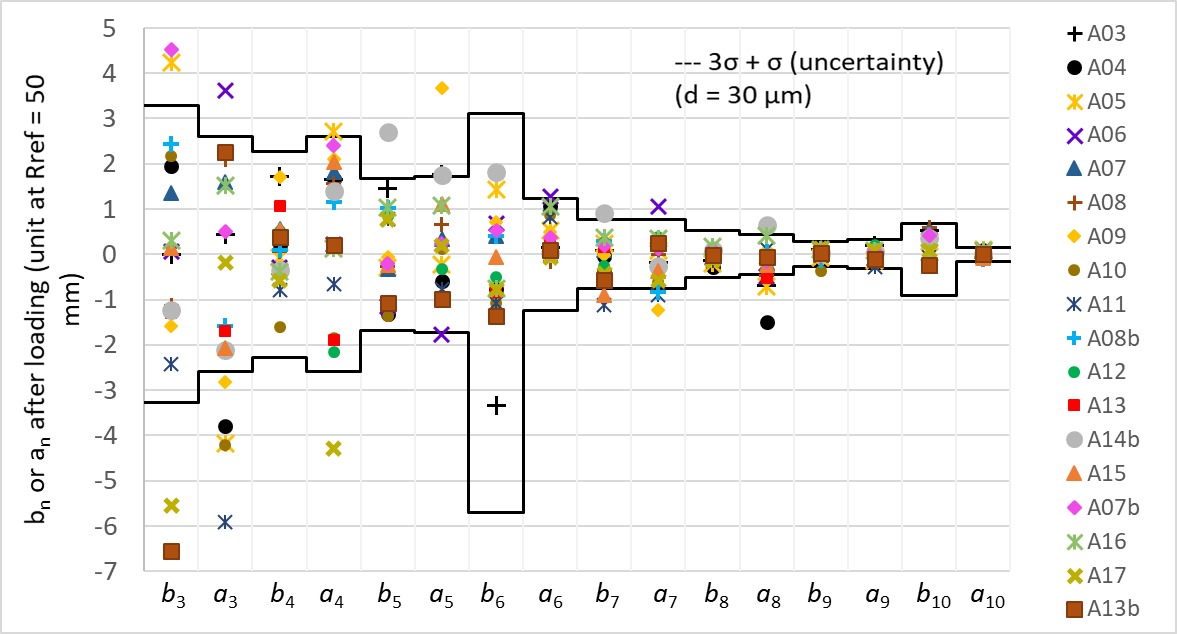 bn or an after loading (unit at Rref = 50
mm)
5
4
3
2
1
0
-1
-2
-3
-4
-5
-6
-7
--- 3σ + σ (uncertainty)
(d = 30 µm)
b3 a3 b4 a4 b5 a5 b6 a6 b7 a7 b8 a8 b9 a9 b10 a10
A03
A04
A05
A06
A07
A08
A09
A10
A11
A08b
A12
A13
A14b
A15
A07b
A16
A17
A13b